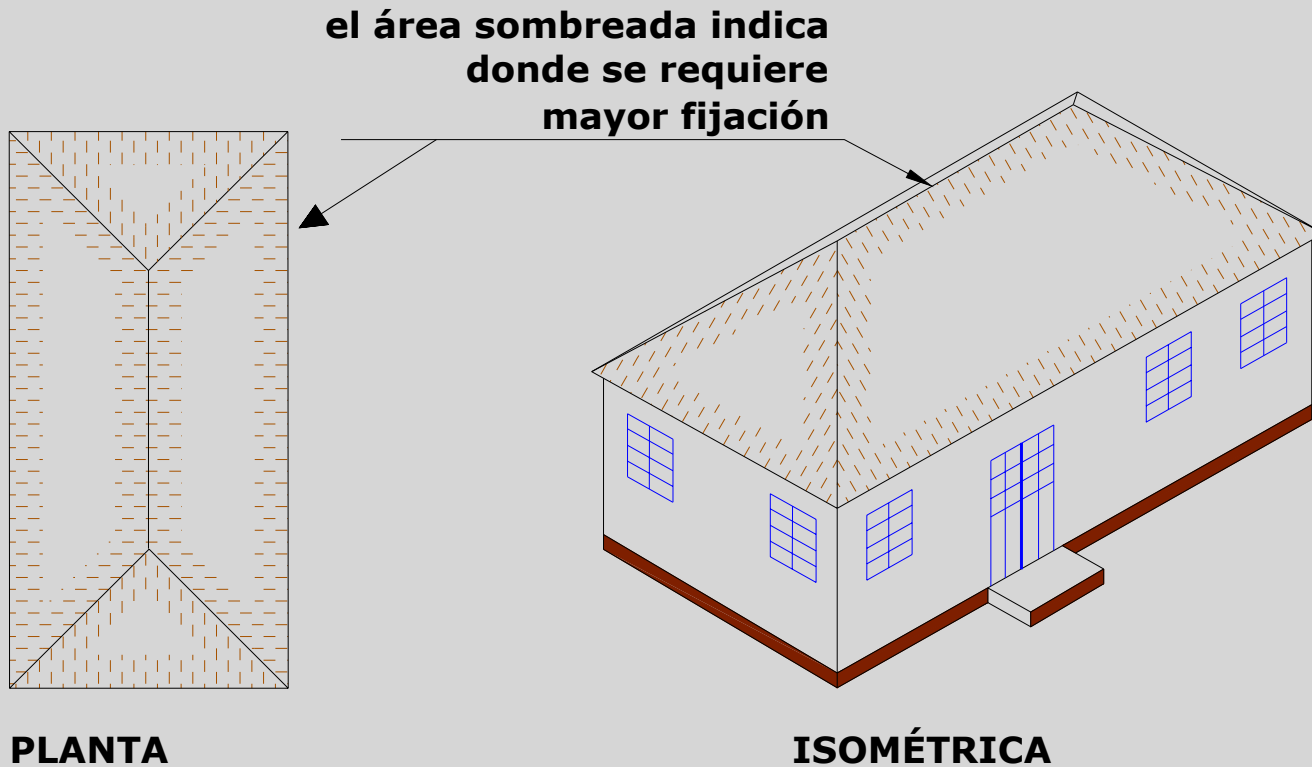 el área sombreada indica
donde se requiere
mayor fijación
PLANTA
ISOMÉTRICA